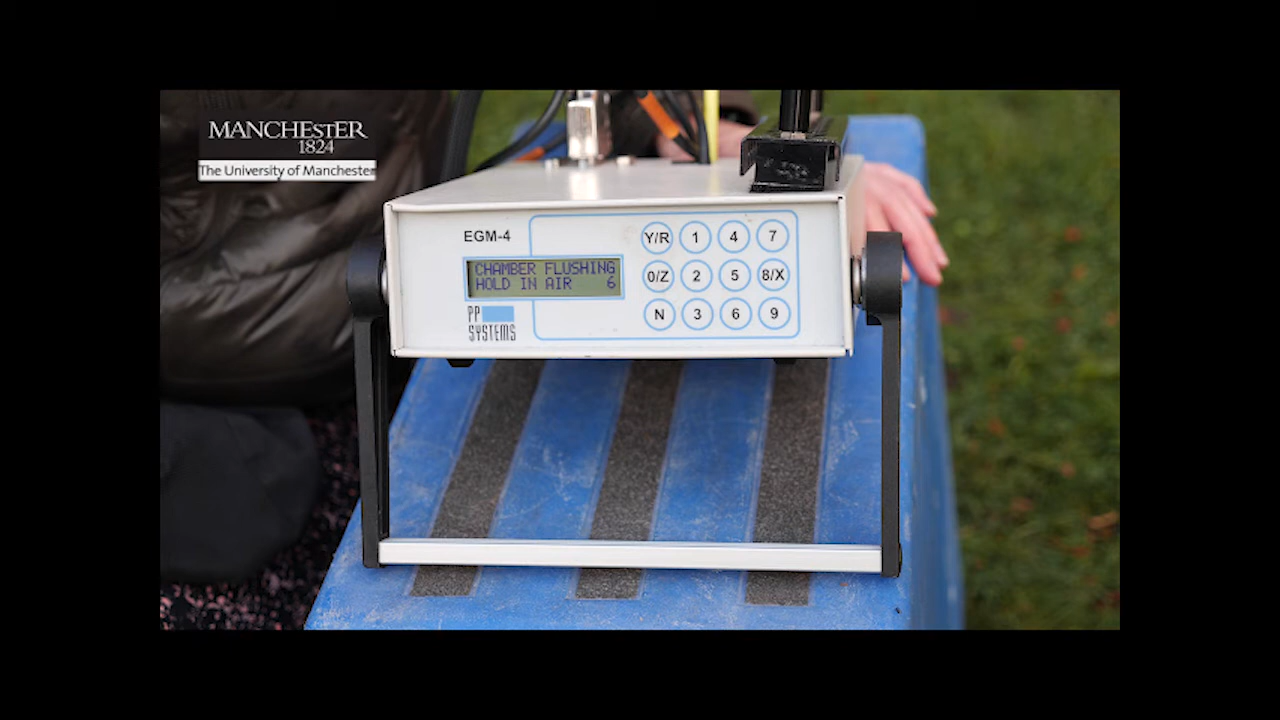 MANCHEstER
1824
The University of Manchester
EGM-4
CHAMBER FLUSHING
HOLD IN AIR 6
PP
SYSTEMS
Y/R 1 4 7
0/Z 2 5 8/X
N 3 6 9